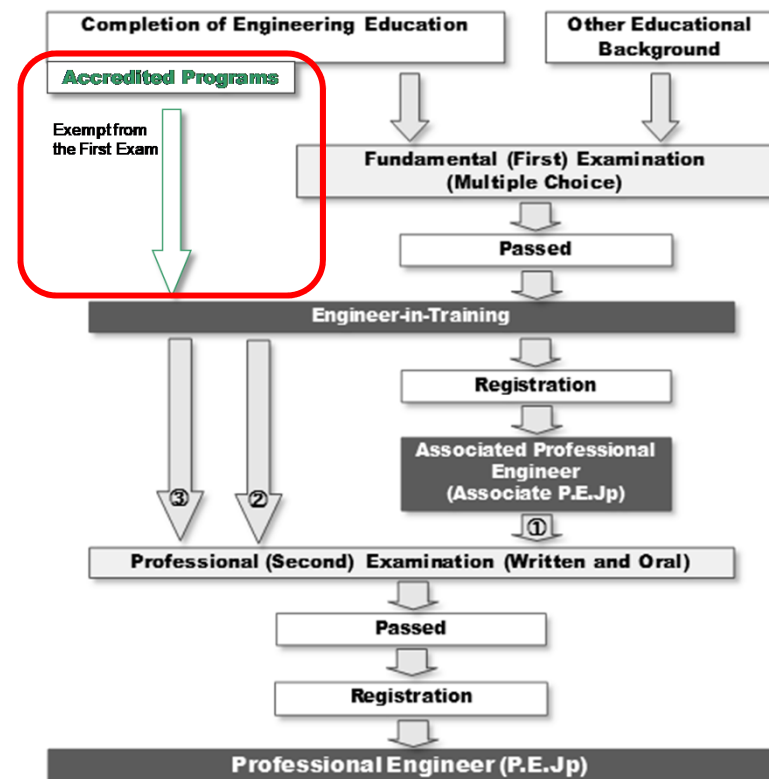 Completion of Engineering Education
Other Educational
Background
Accredited Programs
Exempt from
the First Exam
Fundamental (First) Examination
(Multiple Choice)
Passed
Engineer-in-Training
Registration
Associated Professional
Engineer
(Associate P.E.Jp)
③
②
①
Professional (Second) Examination (Written and Oral)
Passed
Registration
Professional Engineer (P.E.Jp)